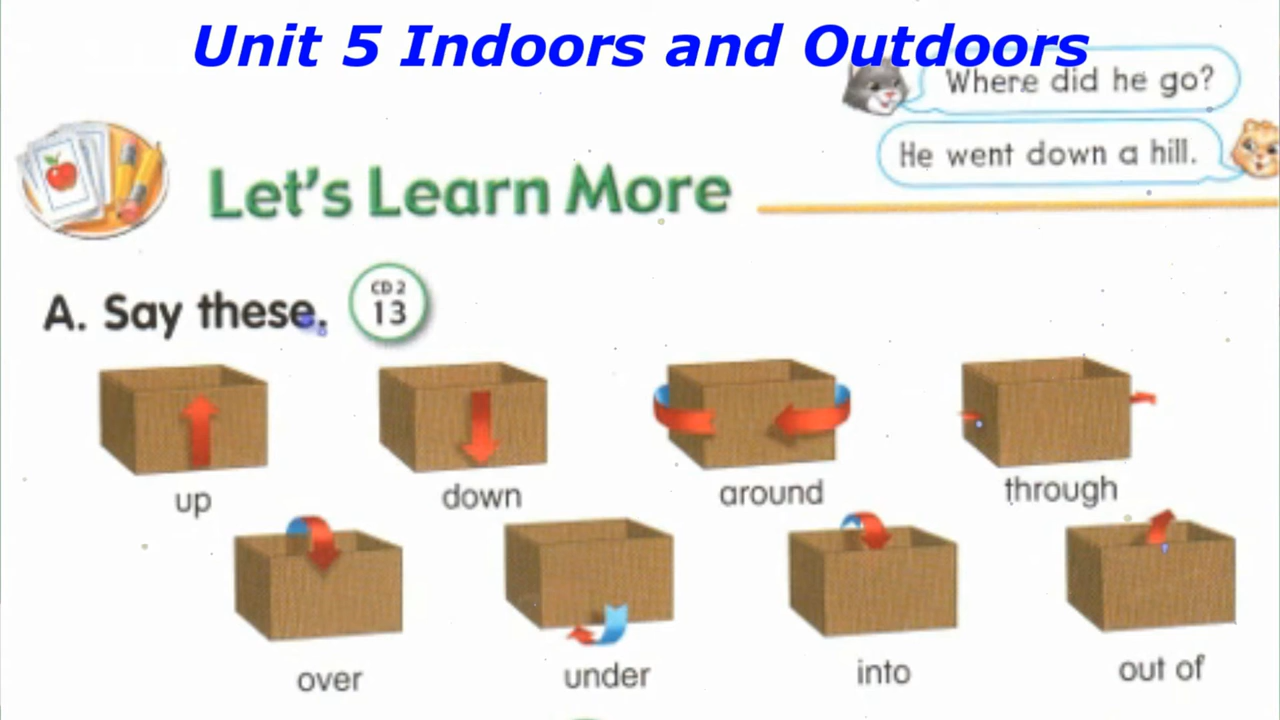 Unit 5 Indoors and Outdoors
Where did he go?
He went down a hill.
Let's Learn More
A. Say these.
CD 2
13
up
down
around
through
over
under
into
out of